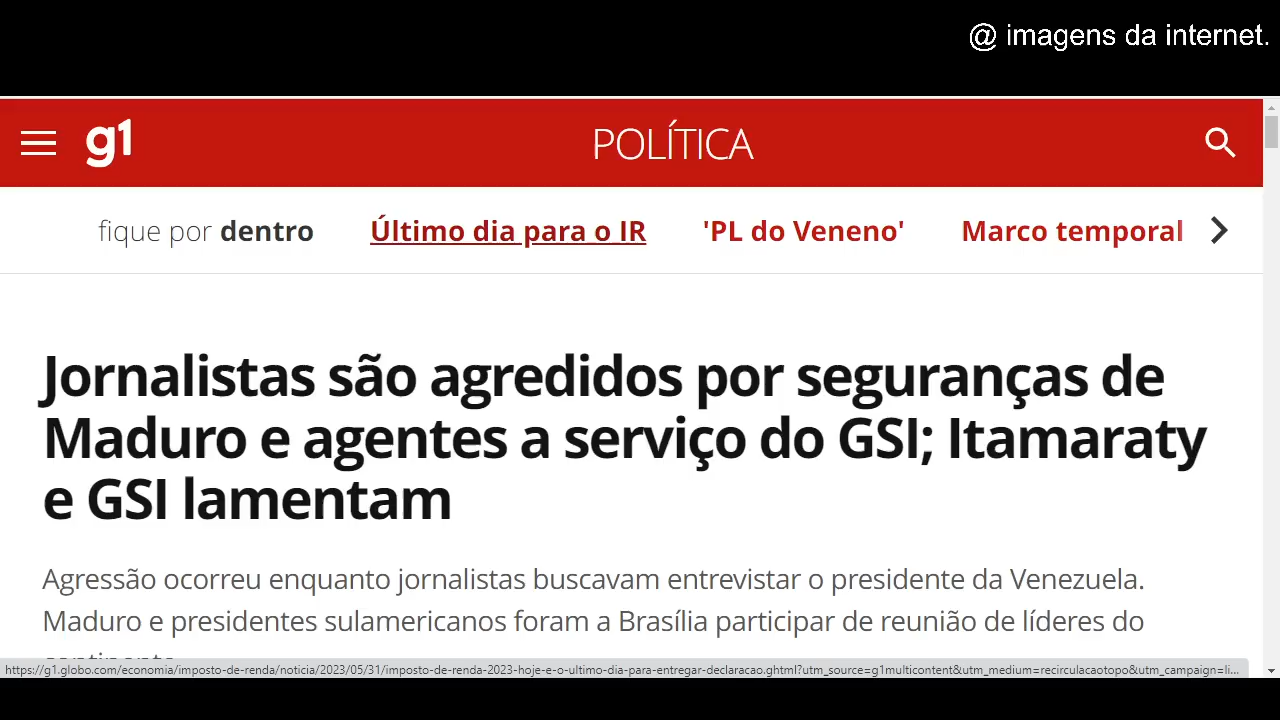 @ imagens da internet.
g1
POLÍTICA
fique por dentro Último dia para o IR 'PL do Veneno' Marco temporal
Jornalistas são agredidos por seguranças de
Maduro e agentes a serviço do GSI; Itamaraty
e GSI lamentam
Agressão ocorreu enquanto jornalistas buscavam entrevistar o presidente da Venezuela.
Maduro e presidentes sulamericanos foram a Brasília participar de reunião de líderes do
https://g1.globo.com/economia/imposto-de-renda/noticia/2023/05/31/imposto-de-renda-2023-hoje-e-o-ultimo-dia-para-entregar-declaracao.ghtml?utm_source=g1multicontent&utm_medium=recirculacaotopo&utm_campaign=li...